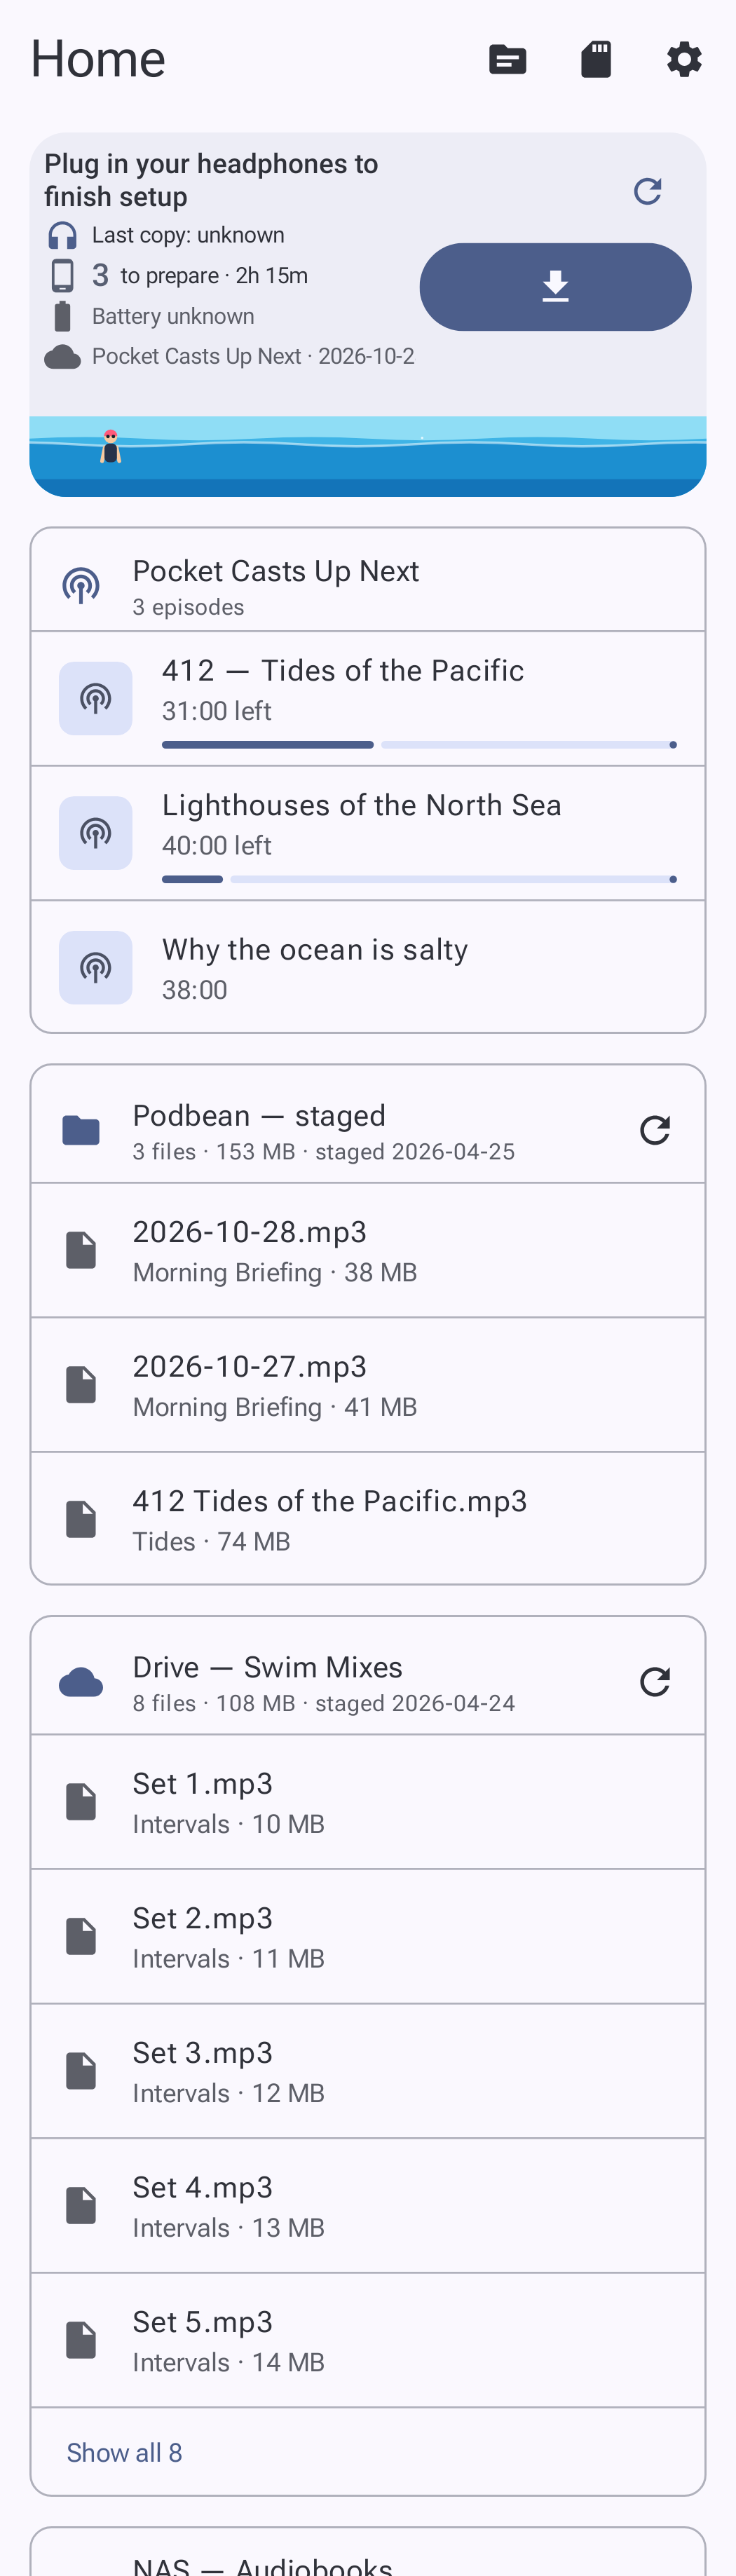 Home
Plug in your headphones to
finish setup
Last copy: unknown
3 to prepare · 2h 15m
Battery unknown
Pocket Casts Up Next · 2026-10-2
Pocket Casts Up Next
3 episodes
412 — Tides of the Pacific
31:00 left
Lighthouses of the North Sea
40:00 left
Why the ocean is salty
38:00
Podbean — staged
3 files · 153 MB · staged 2026-04-25
2026-10-28.mp3
Morning Briefing · 38 MB
2026-10-27.mp3
Morning Briefing · 41 MB
412 Tides of the Pacific.mp3
Tides · 74 MB
Drive — Swim Mixes
8 files · 108 MB · staged 2026-04-24
Set 1.mp3
Intervals · 10 MB
Set 2.mp3
Intervals · 11 MB
Set 3.mp3
Intervals · 12 MB
Set 4.mp3
Intervals · 13 MB
Set 5.mp3
Intervals · 14 MB
Show all 8
NAS — Audiobooks